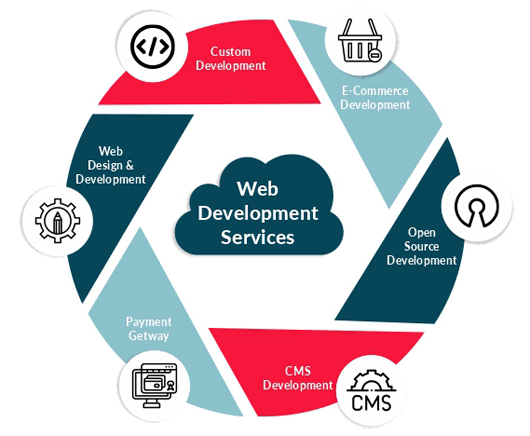 Custom
Development
E-Commerce
Development
Web
Design &
Development
Web
Development
Services
Open
Source
Development
Payment
Getway
CMS
Development
CMS